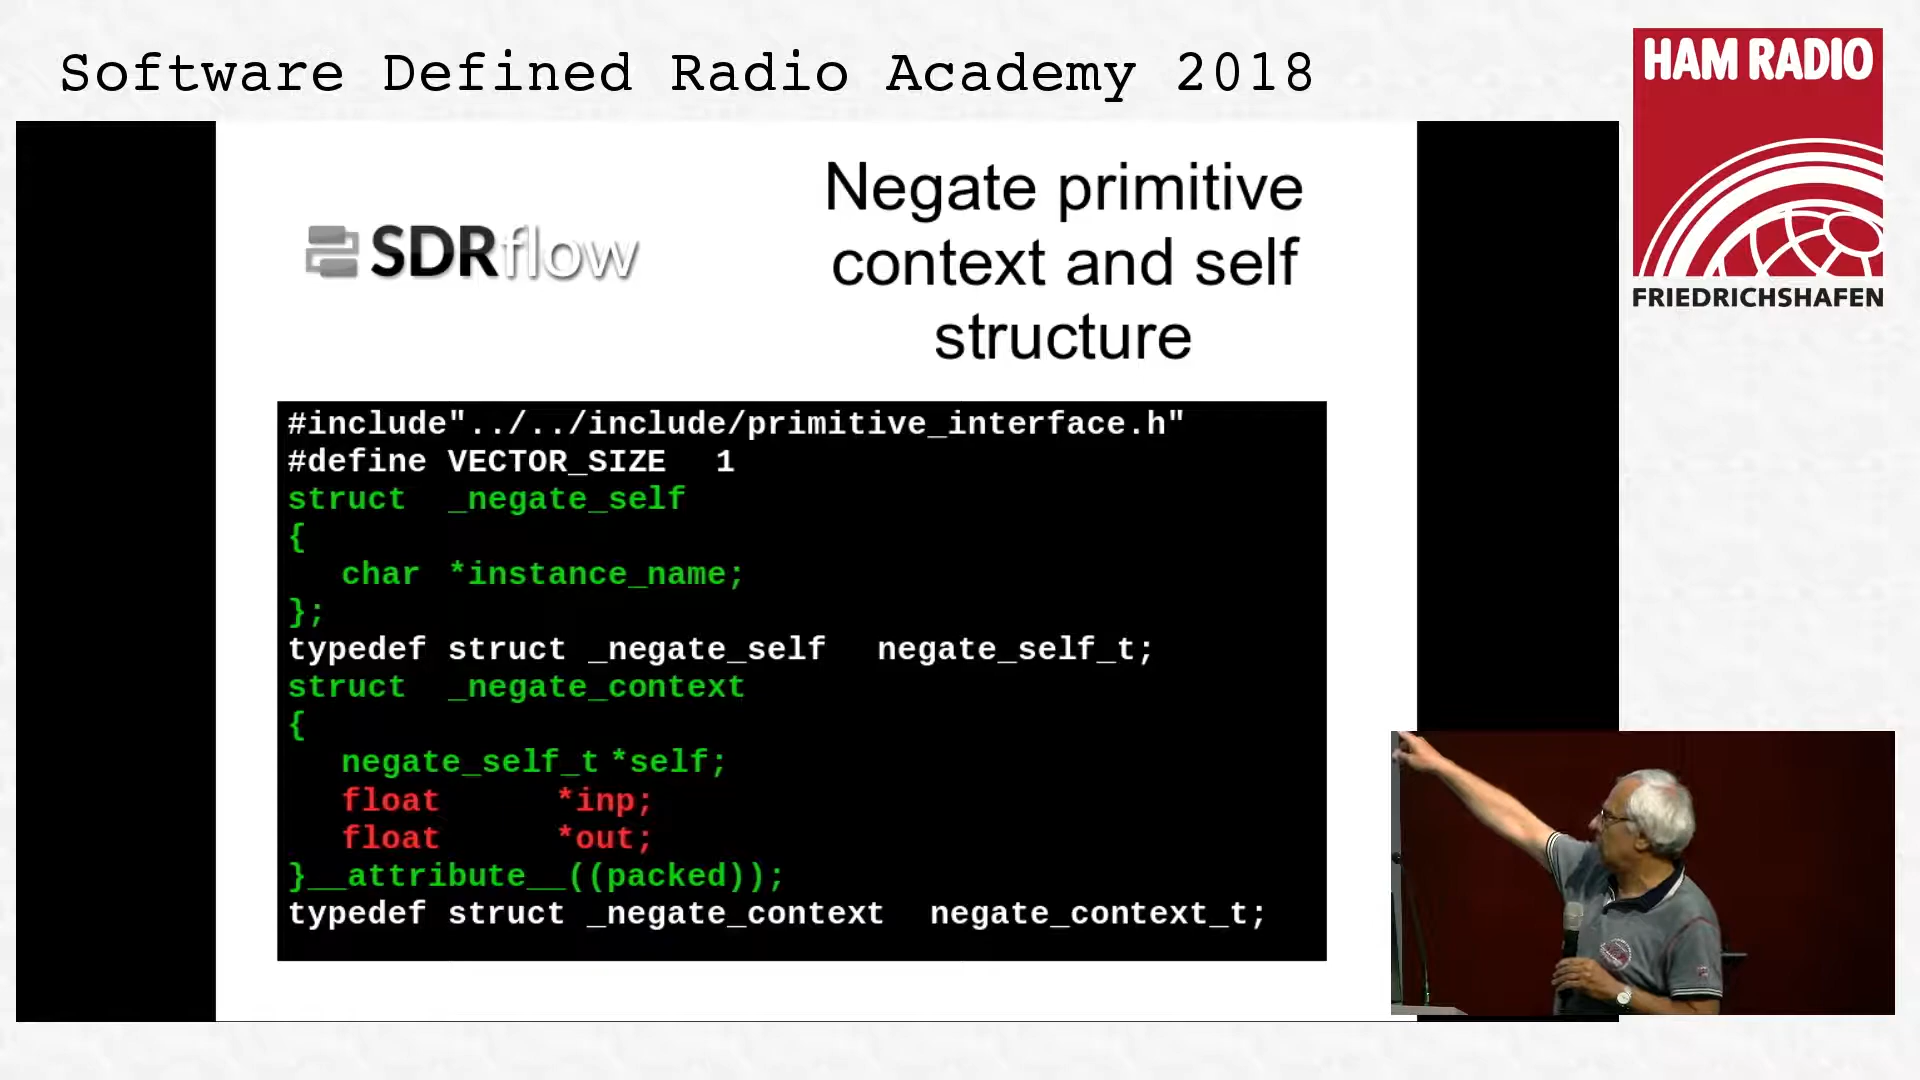 Software Defined Radio Academy 2018
HAM RADIO
FRIEDRICHSHAFEN
SDRflow
Negate primitive
context and self
structure
#include"../../include/primitive_interface.h"
#define VECTOR_SIZE 1
struct _negate_self
{
char *instance_name;
};
typedef struct _negate_self negate_self_t;
struct _negate_context
{
negate_self_t *self;
float *inp;
float *out;
}__attribute__((packed));
typedef struct _negate_context negate_context_t;